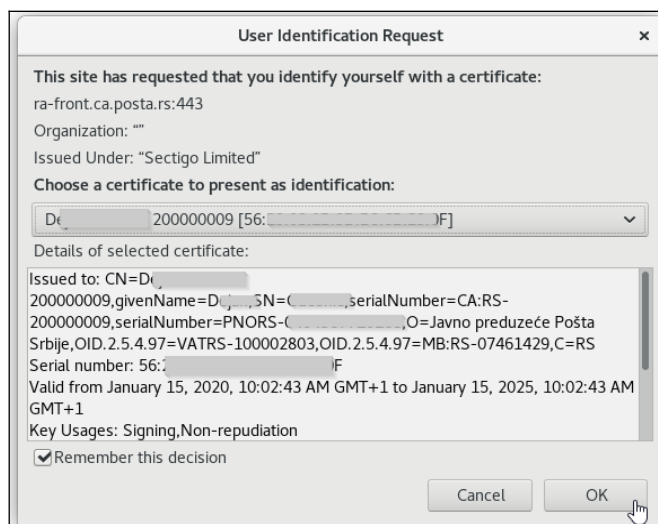 User Identification Request
This site has requested that you identify yourself with a certificate:
ra-front.ca.posta.rs:443
Organization: “”
Issued Under: “Sectigo Limited”
Choose a certificate to present as identification:
200000009 [56:
Details of selected certificate:
Issued to: CN=
200000009,givenName=
,SN=
,serialNumber=CA:RS-
200000009,serialNumber=PNORS-
,O=Javno preduzeće Pošta
Srbije,OID.2.5.4.97=VATRS-100002803,OID.2.5.4.97=MB:RS-07461429,C=RS
Serial number: 56:
Valid from January 15, 2020, 10:02:43 AM GMT+1 to January 15, 2025, 10:02:43 AM
GMT+1
Key Usages: Signing,Non-repudiation
Remember this decision
Cancel OK